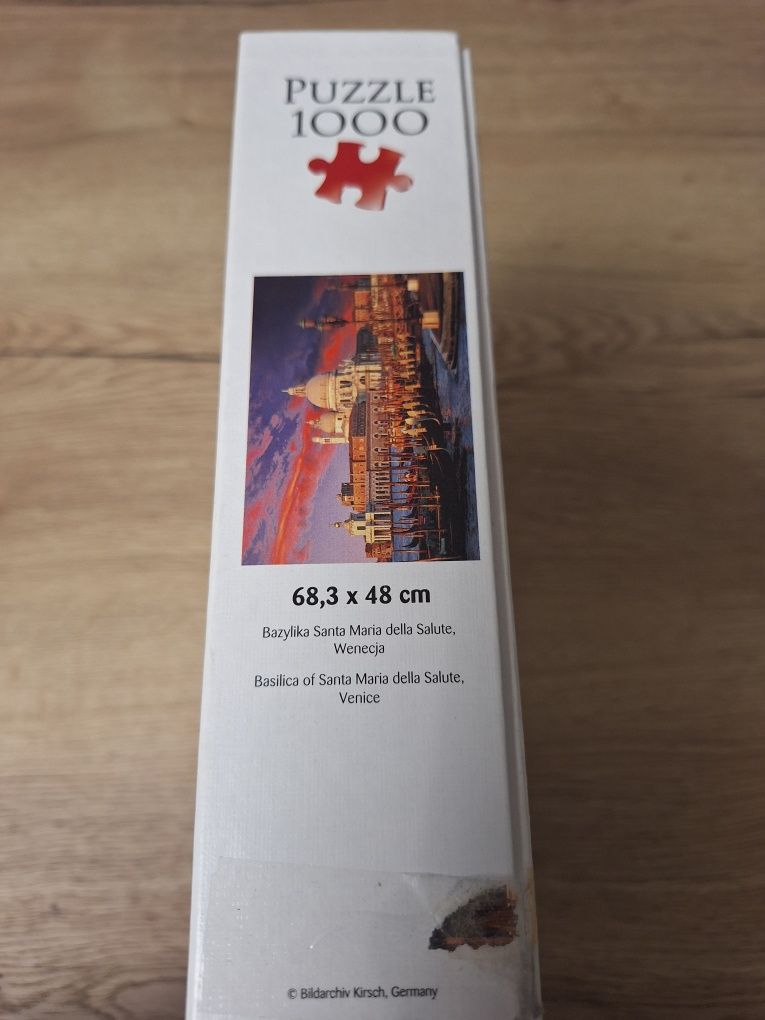 PUZZLE
1000
68,3 x 48 cm
Bazylika Santa Maria della Salute,
Wenecja
Basilica of Santa Maria della Salute,
Venice
© Bildarchiv Kirsch, Germany